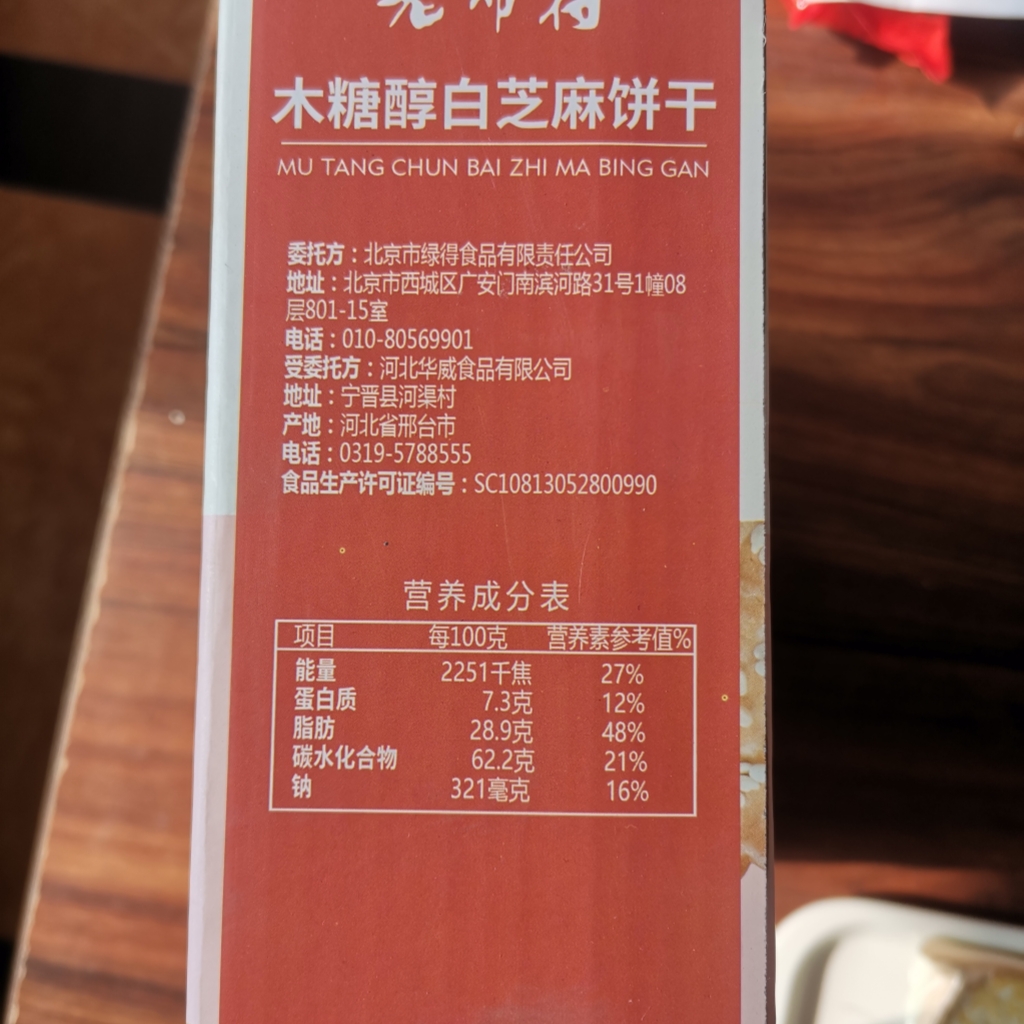 木糖醇白芝麻饼干
MU TANG CHUN BAI ZHI MA BING GAN
委托方：北京市绿得食品有限责任公司
地址：北京市西城区广安门南滨河路31号1幢08
层801-15室
电话：010-80569901
受委托方：河北华威食品有限公司
地址：宁晋县河渠村
产地：河北省邢台市
电话：0319-5788555
食品生产许可证编号：SC10813052800990
营养成分表
项目 每100克 营养素参考值%
能量 2251千焦 27%
蛋白质 7.3克 12%
脂肪 28.9克 48%
碳水化合物 62.2克 21%
钠 321毫克 16%